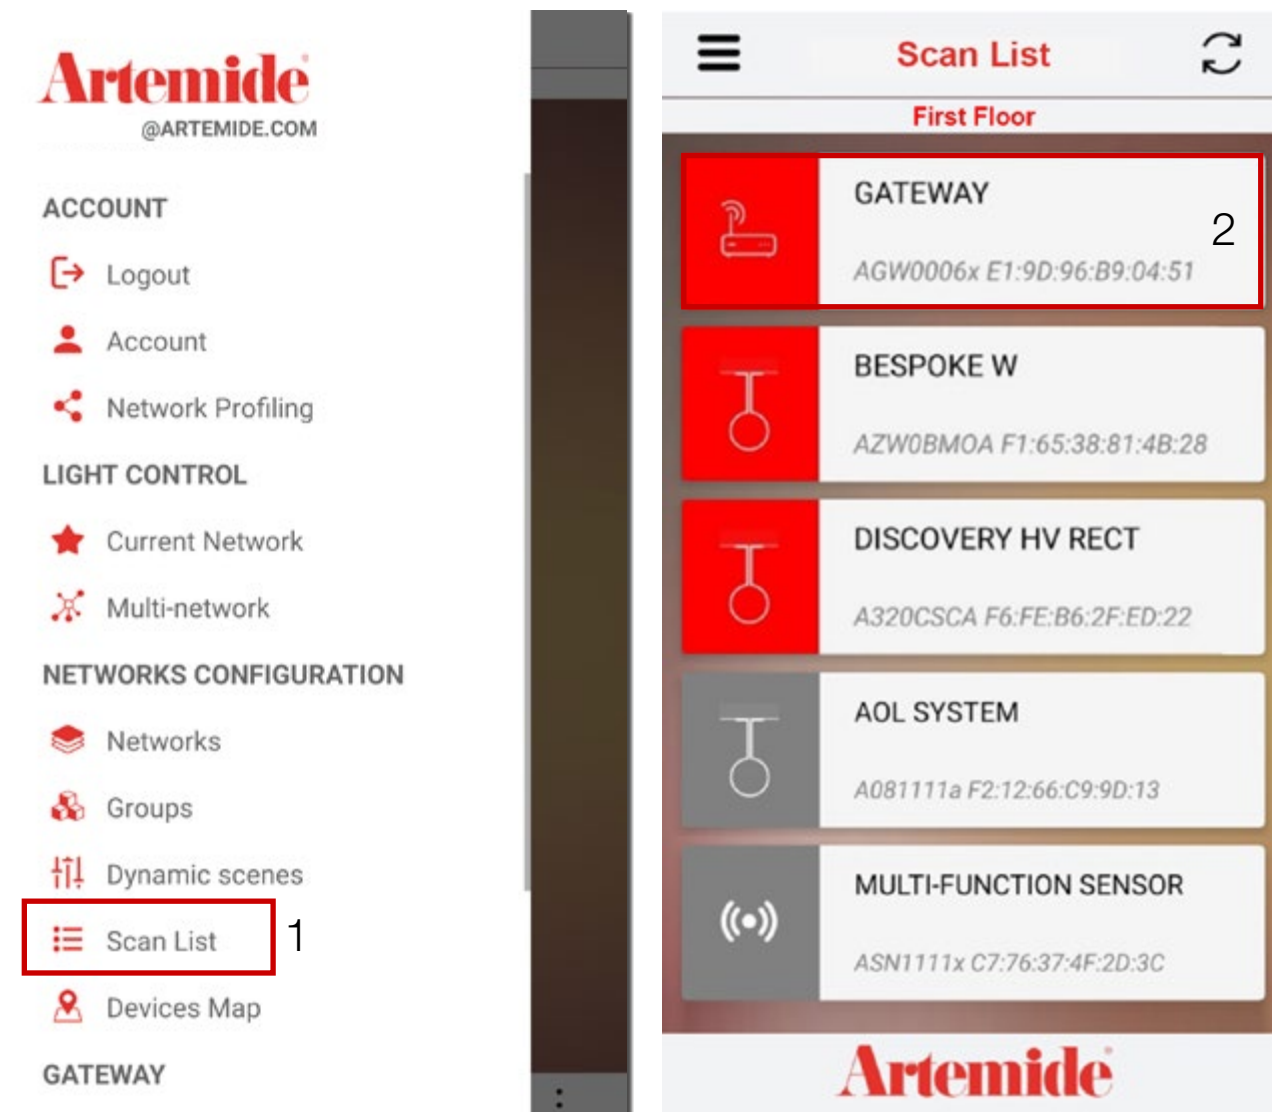 Artemide
@ARTEMIDE.COM
ACCOUNT
Logout
Account
Network Profiling
LIGHT CONTROL
Current Network
Multi-network
NETWORKS CONFIGURATION
Networks
Groups
Dynamic scenes
Scan List
1
Devices Map
GATEWAY
Scan List
First Floor
GATEWAY
2
AGW0006x E1:9D:96:B9:04:51
BESPOKE W
AZW0BMOA F1:65:38:81:4B:28
DISCOVERY HV RECT
A320CSCA F6:FE:B6:2F:ED:22
AOL SYSTEM
A081111a F2:12:66:C9:9D:13
MULTI-FUNCTION SENSOR
ASN1111x C7:76:37:4F:2D:3C
Artemide